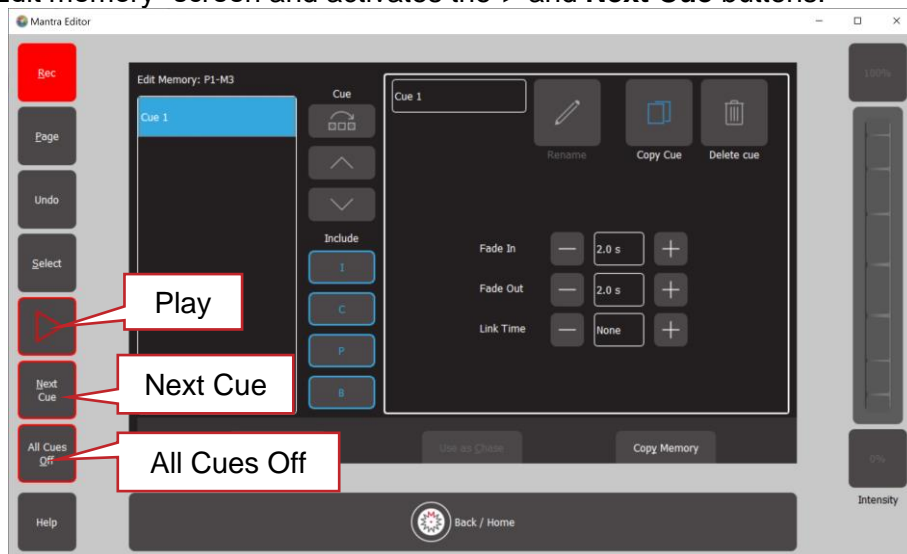 Edit memory" screen and activates the > and Next Cue buttons.
Mantra Editor
Rec
Page
Undo
Select
Play
Next Cue
Next
Cue
All Cues Off
All Cues
Off
Help
Edit Memory: P1-M3
Cue 1
Cue
Include
I
C
P
B
Cue 1
Rename
Copy Cue
Delete cue
Fade In
2.0 s
Fade Out
2.0 s
Link Time
None
Use as Chase
Copy Memory
Back / Home
100%
0%
Intensity